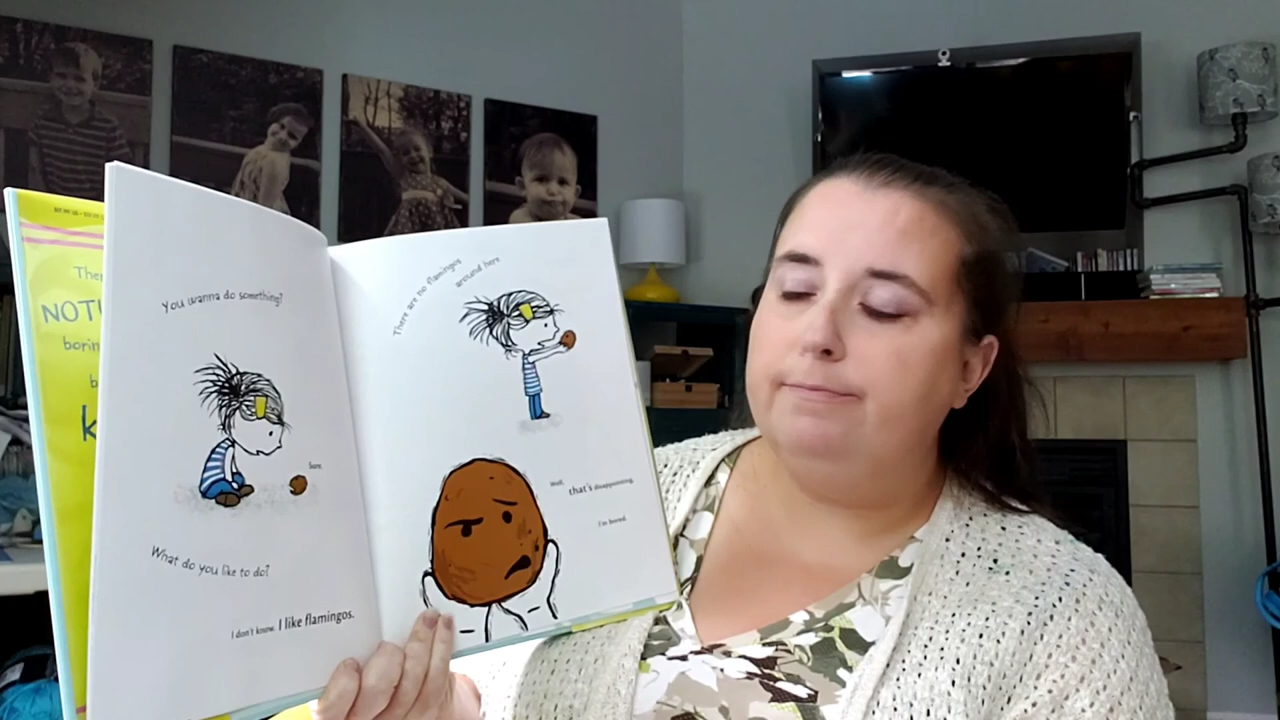 NOT
You wanna do something?
Sure.
What do you like to do?
I don't know. I like flamingos.
There are no flamingos
around here
Well, that's disappointing.
I'm bored.